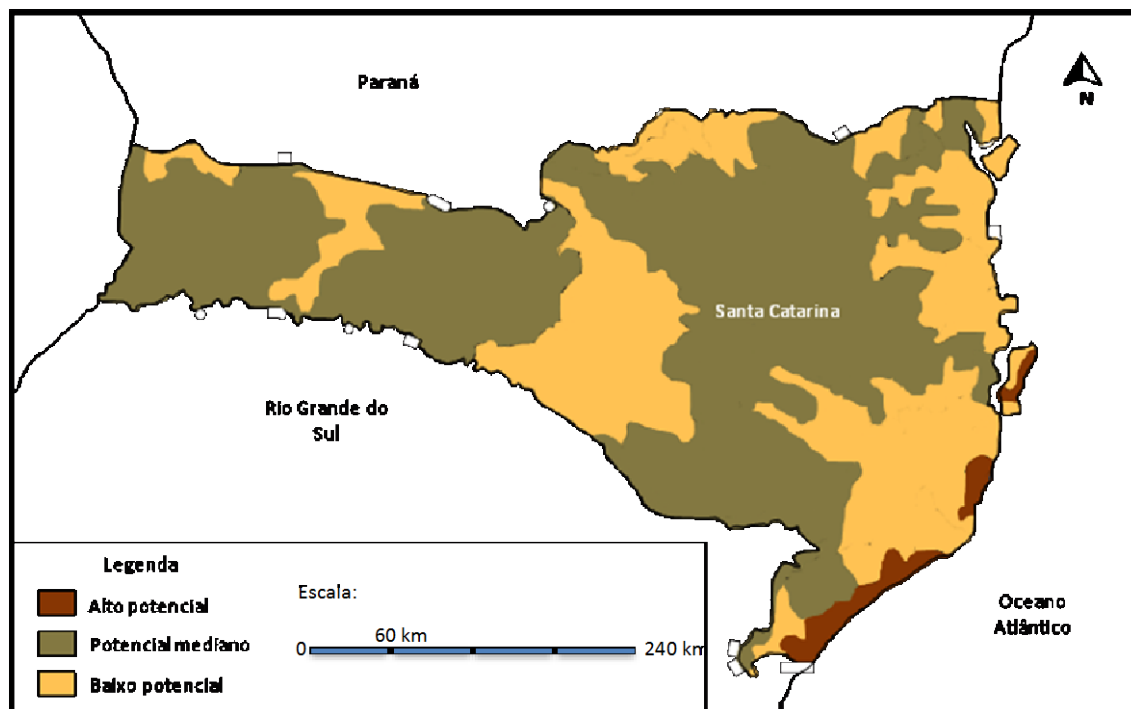 Paraná
N
Santa Catarina
Rio Grande do
Sul
Legenda
Alto potencial
Potencial mediano
Baixo potencial
Escala:
60 km
0
240 km
Oceano
Atlântico